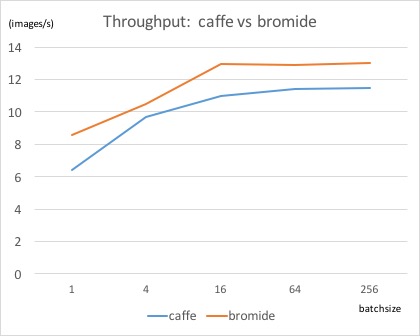 Throughput: caffe vs bromide
(images/s)
14
12
10
8
6
4
2
0
1 4 16 64 256
batchsize
caffe bromide